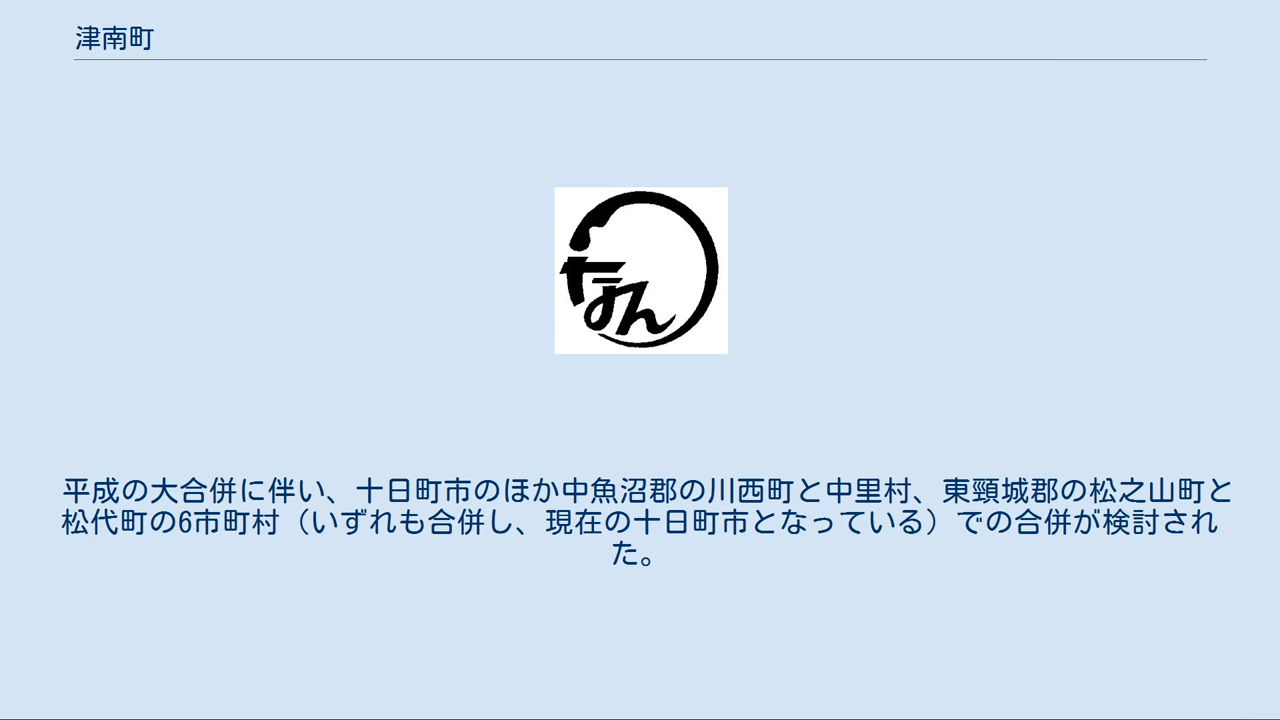 津南町
なん
平成の大合併に伴い、十日町市のほか中魚沼郡の川西町と中里村、東頸城郡の松之山町と
松代町の6市町村（いずれも合併し、現在の十日町市となっている）での合併が検討され
た。